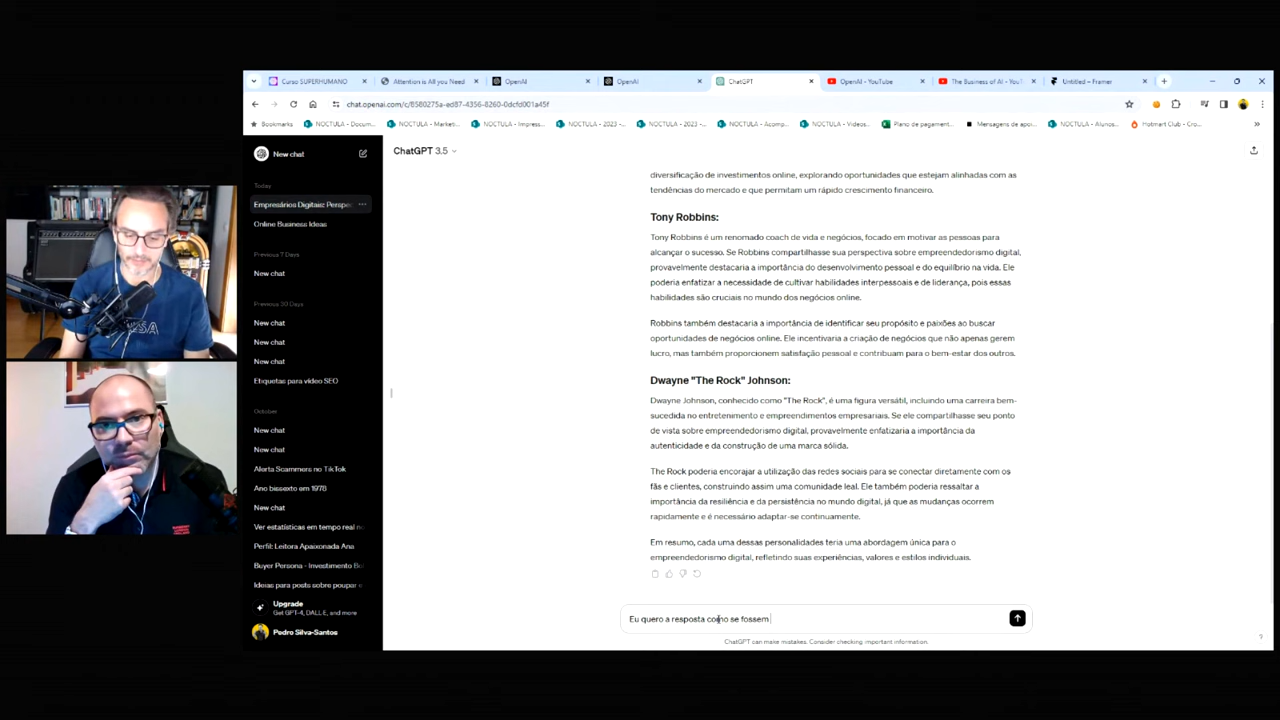 Curso SUPERHUMANO
Attention is All you Need
OpenAI
OpenAI
ChatGPT
OpenAI - YouTube
The Business of AI - You
Untitled – Framer
chat.openai.com/c/8580275a-ed87-4356-8260-0dcfd001a45f
Bookmarks
NOCTULA - Docum...
NOCTULA - Marketi...
NOCTULA - Impress...
NOCTULA - 2023 -...
NOCTULA - 2023 -...
NOCTULA - Acomp...
NOCTULA - Videos...
Plano de pagament...
Mensagens de apoi...
NOCTULA - Alunos...
Hotmart Club - Cro...
New chat
Today
Empresários Digitais: Perspe
Online Business Ideas
Previous 7 Days
New chat
Previous 30 Days
New chat
New chat
New chat
Etiquetas para vídeo SEO
October
New chat
New chat
Alerta Scammers no TikTok
Ano bissexto em 1978
New chat
Ver estatísticas em tempo real n
Perfil: Leitora Apaixonada Ana
Buyer Persona - Investimento Bo
Ideias para posts sobre poupar e
Upgrade
Get GPT-4, DALL·E, and more
Pedro Silva-Santos
ChatGPT 3.5
diversificação de investimentos online, explorando oportunidades que estejam alinhadas com as
tendências do mercado e que permitam um rápido crescimento financeiro.
Tony Robbins:
Tony Robbins é um renomado coach de vida e negócios, focado em motivar as pessoas para
alcançar o sucesso. Se Robbins compartilhasse sua perspectiva sobre empreendedorismo digital,
provavelmente destacaria a importância do desenvolvimento pessoal e do equilíbrio na vida. Ele
poderia enfatizar a necessidade de cultivar habilidades interpessoais e de liderança, pois essas
habilidades são cruciais no mundo dos negócios online.
Robbins também destacaria a importância de identificar seu propósito e paixões ao buscar
oportunidades de negócios online. Ele incentivaria a criação de negócios que não apenas gerem
lucro, mas também proporcionem satisfação pessoal e contribuam para o bem-estar dos outros.
Dwayne "The Rock" Johnson:
Dwayne Johnson, conhecido como "The Rock", é uma figura versátil, incluindo uma carreira bem-
sucedida no entretenimento e empreendimentos empresariais. Se ele compartilhasse seu ponto
de vista sobre empreendedorismo digital, provavelmente enfatizaria a importância da
autenticidade e da construção de uma marca sólida.
The Rock poderia encorajar a utilização das redes sociais para se conectar diretamente com os
fãs e clientes, construindo assim uma comunidade leal. Ele também poderia ressaltar a
importância da resiliência e da persistência no mundo digital, já que as mudanças ocorrem
rapidamente e é necessário adaptar-se continuamente.
Em resumo, cada uma dessas personalidades teria uma abordagem única para o
empreendedorismo digital, refletindo suas experiências, valores e estilos individuais.
Eu quero a resposta como se fossem
ChatGPT can make mistakes. Consider checking important information.